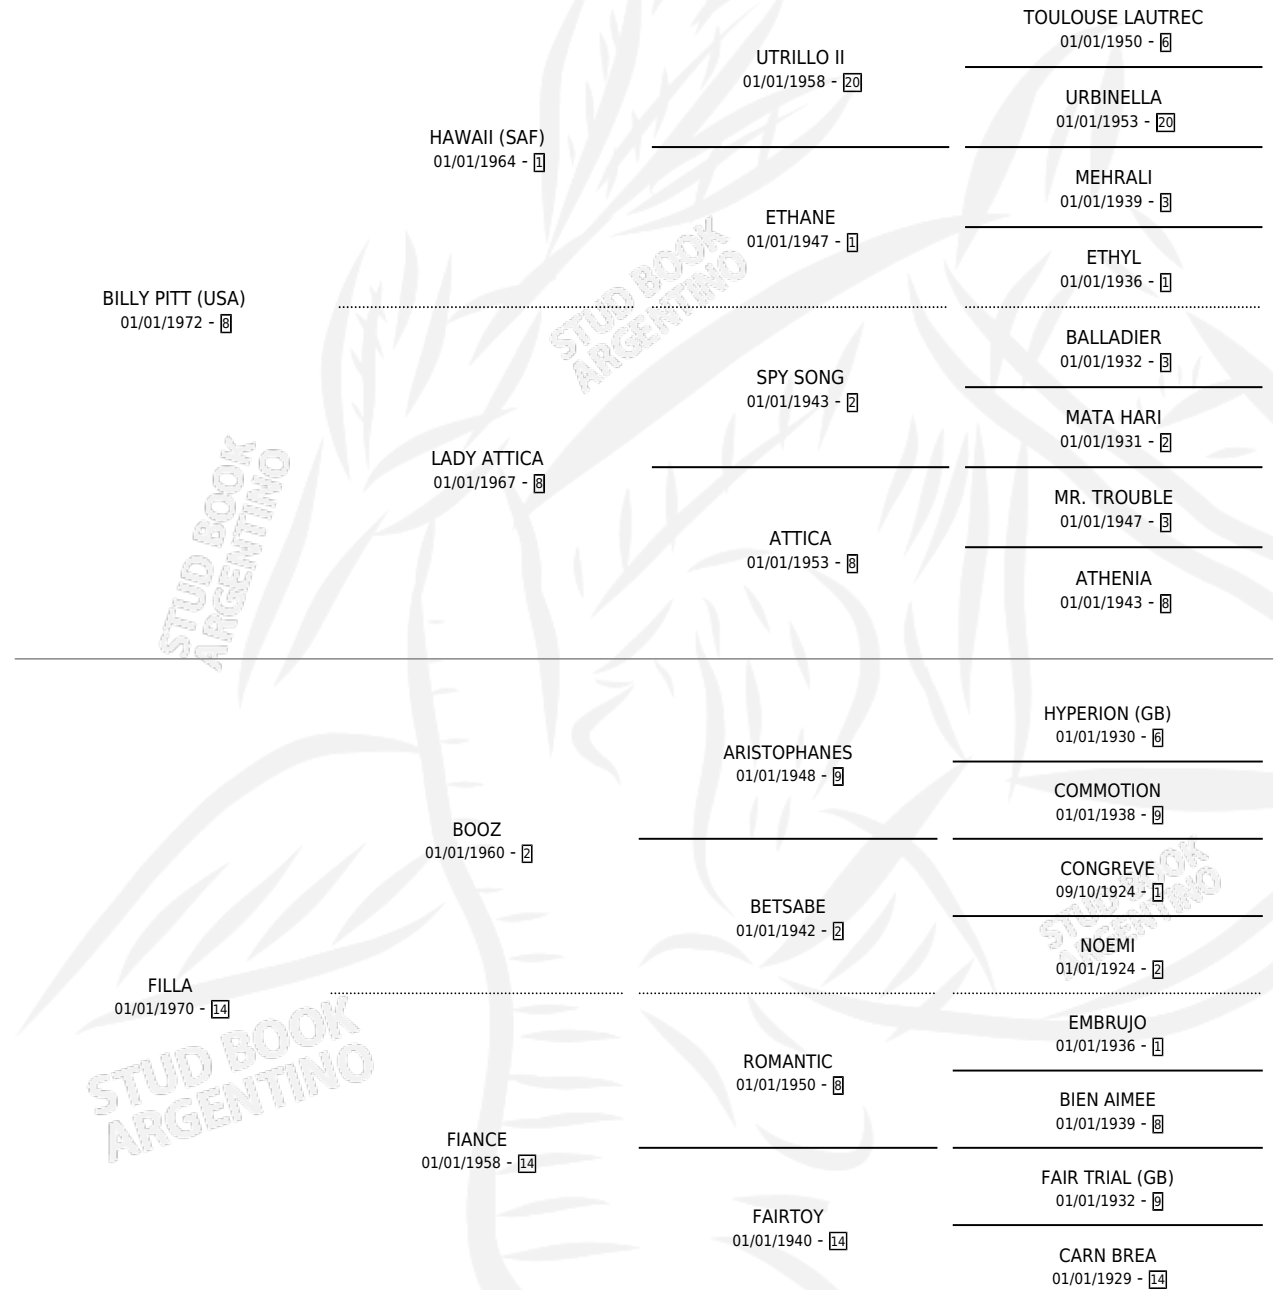 TOULOUSE LAUTREC
01/01/1950 - 6
UTRILLO II
01/01/1958 - 20
URBINELLA
01/01/1953 - 20
HAWAII (SAF)
01/01/1964 - 1
MEHRALI
01/01/1939 - 3
ETHANE
01/01/1947 - 1
ETHYL
01/01/1936 - 1
BILLY PITT (USA)
01/01/1972 - 8
BALLADIER
01/01/1932 - 3
SPY SONG
01/01/1943 - 2
MATA HARI
01/01/1931 - 2
LADY ATTICA
01/01/1967 - 8
MR. TROUBLE
01/01/1947 - 3
ATTICA
01/01/1953 - 8
ATHENIA
01/01/1943 - 8
STUD BOOK
ARGENTINO
STUD BOOK
ARGENTINO
HYPERION (GB)
01/01/1930 - 6
ARISTOPHANES
01/01/1948 - 9
COMMOTION
01/01/1938 - 9
BOOZ
01/01/1960 - 2
CONGREVE
09/10/1924 - 1
BETSABE
01/01/1942 - 2
NOEMI
01/01/1924 - 2
FILLA
01/01/1970 - 14
EMBRUJO
01/01/1936 - 1
ROMANTIC
01/01/1950 - 8
BIEN AIMEE
01/01/1939 - 8
FIANCE
01/01/1958 - 14
FAIR TRIAL (GB)
01/01/1932 - 9
FAIRTOY
01/01/1940 - 14
CARN BREA
01/01/1929 - 14
STUD BOOK
ARGENTINO
STUD BOOK
ARGENTINO